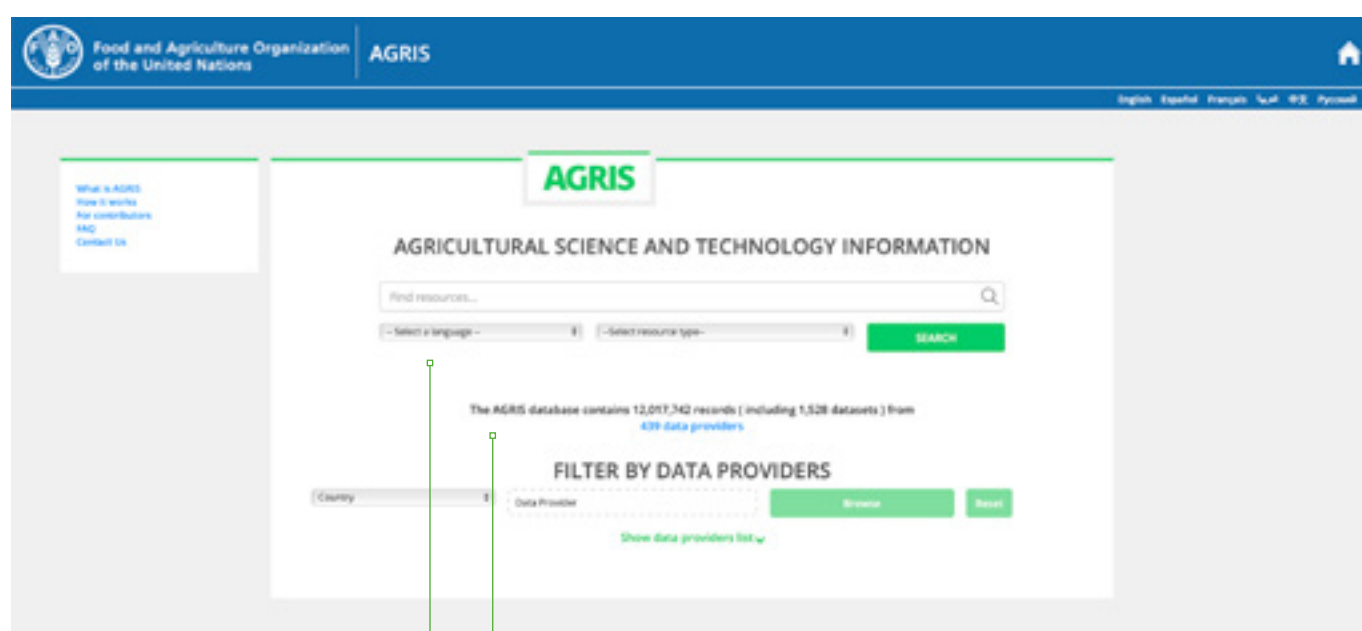 Food and Agriculture Organization
of the United Nations
AGRIS
English Español Français العربية 中文 Русский
What is AGRIS
How it works
For contributors
FAQ
Contact Us
AGRIS
AGRICULTURAL SCIENCE AND TECHNOLOGY INFORMATION
Find resources...
-- Select a language -- --Select resource type-- SEARCH
The AGRIS database contains 12,017,742 records ( including 1,528 datasets ) from
439 data providers
FILTER BY DATA PROVIDERS
Country Data Provider Browse Reset
Show data providers list